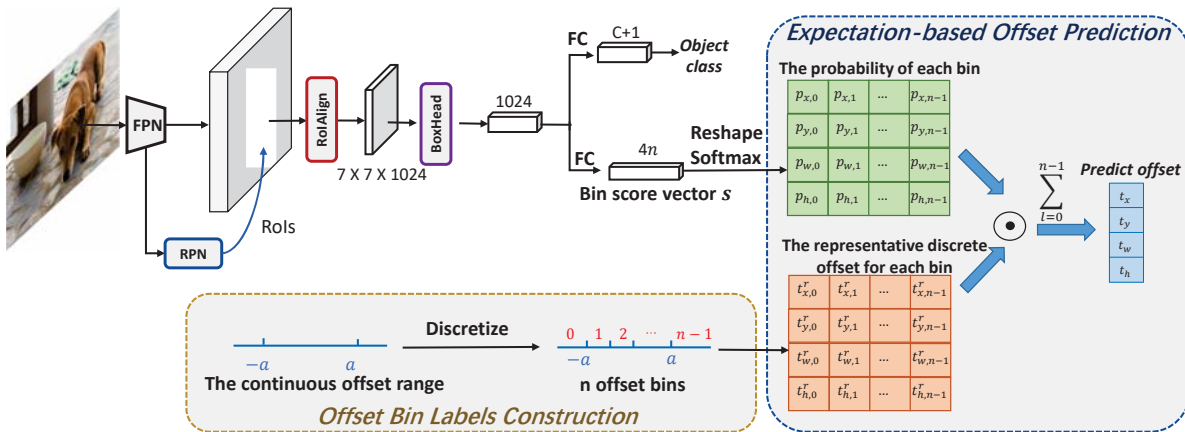 Expectation-based Offset Prediction
FPN
RPN
RoIs
RoIAlign
7 X 7 X 1024
BoxHead
1024
FC
C+1
Object
class
FC
4n
Bin score vector s
Reshape
Softmax
The probability of each bin
p_{x,0} p_{x,1} ... p_{x,n−1}
p_{y,0} p_{y,1} ... p_{y,n−1}
p_{w,0} p_{w,1} ... p_{w,n−1}
p_{h,0} p_{h,1} ... p_{h,n−1}
The representative discrete
offset for each bin
t^r_{x,0} t^r_{x,1} ... t^r_{x,n−1}
t^r_{y,0} t^r_{y,1} ... t^r_{y,n−1}
t^r_{w,0} t^r_{w,1} ... t^r_{w,n−1}
t^r_{h,0} t^r_{h,1} ... t^r_{h,n−1}
n−1
∑
l=0
Predict offset
t_x
t_y
t_w
t_h
−a a
The continuous offset range
Discretize
0 1 2 ... n − 1
−a a
n offset bins
Offset Bin Labels Construction